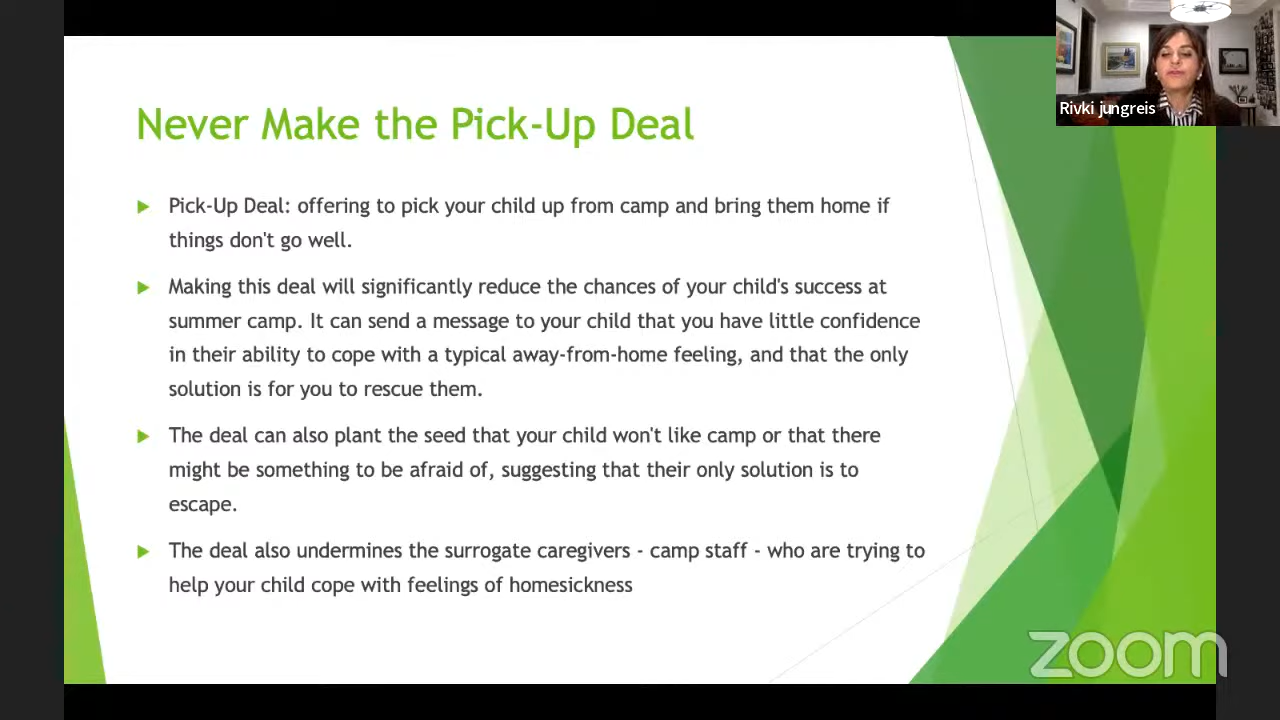 Never Make the Pick-Up Deal
Rivki jungreis
Pick-Up Deal: offering to pick your child up from camp and bring them home if
things don't go well.
Making this deal will significantly reduce the chances of your child's success at
summer camp. It can send a message to your child that you have little confidence
in their ability to cope with a typical away-from-home feeling, and that the only
solution is for you to rescue them.
The deal can also plant the seed that your child won't like camp or that there
might be something to be afraid of, suggesting that their only solution is to
escape.
The deal also undermines the surrogate caregivers - camp staff - who are trying to
help your child cope with feelings of homesickness
zoom